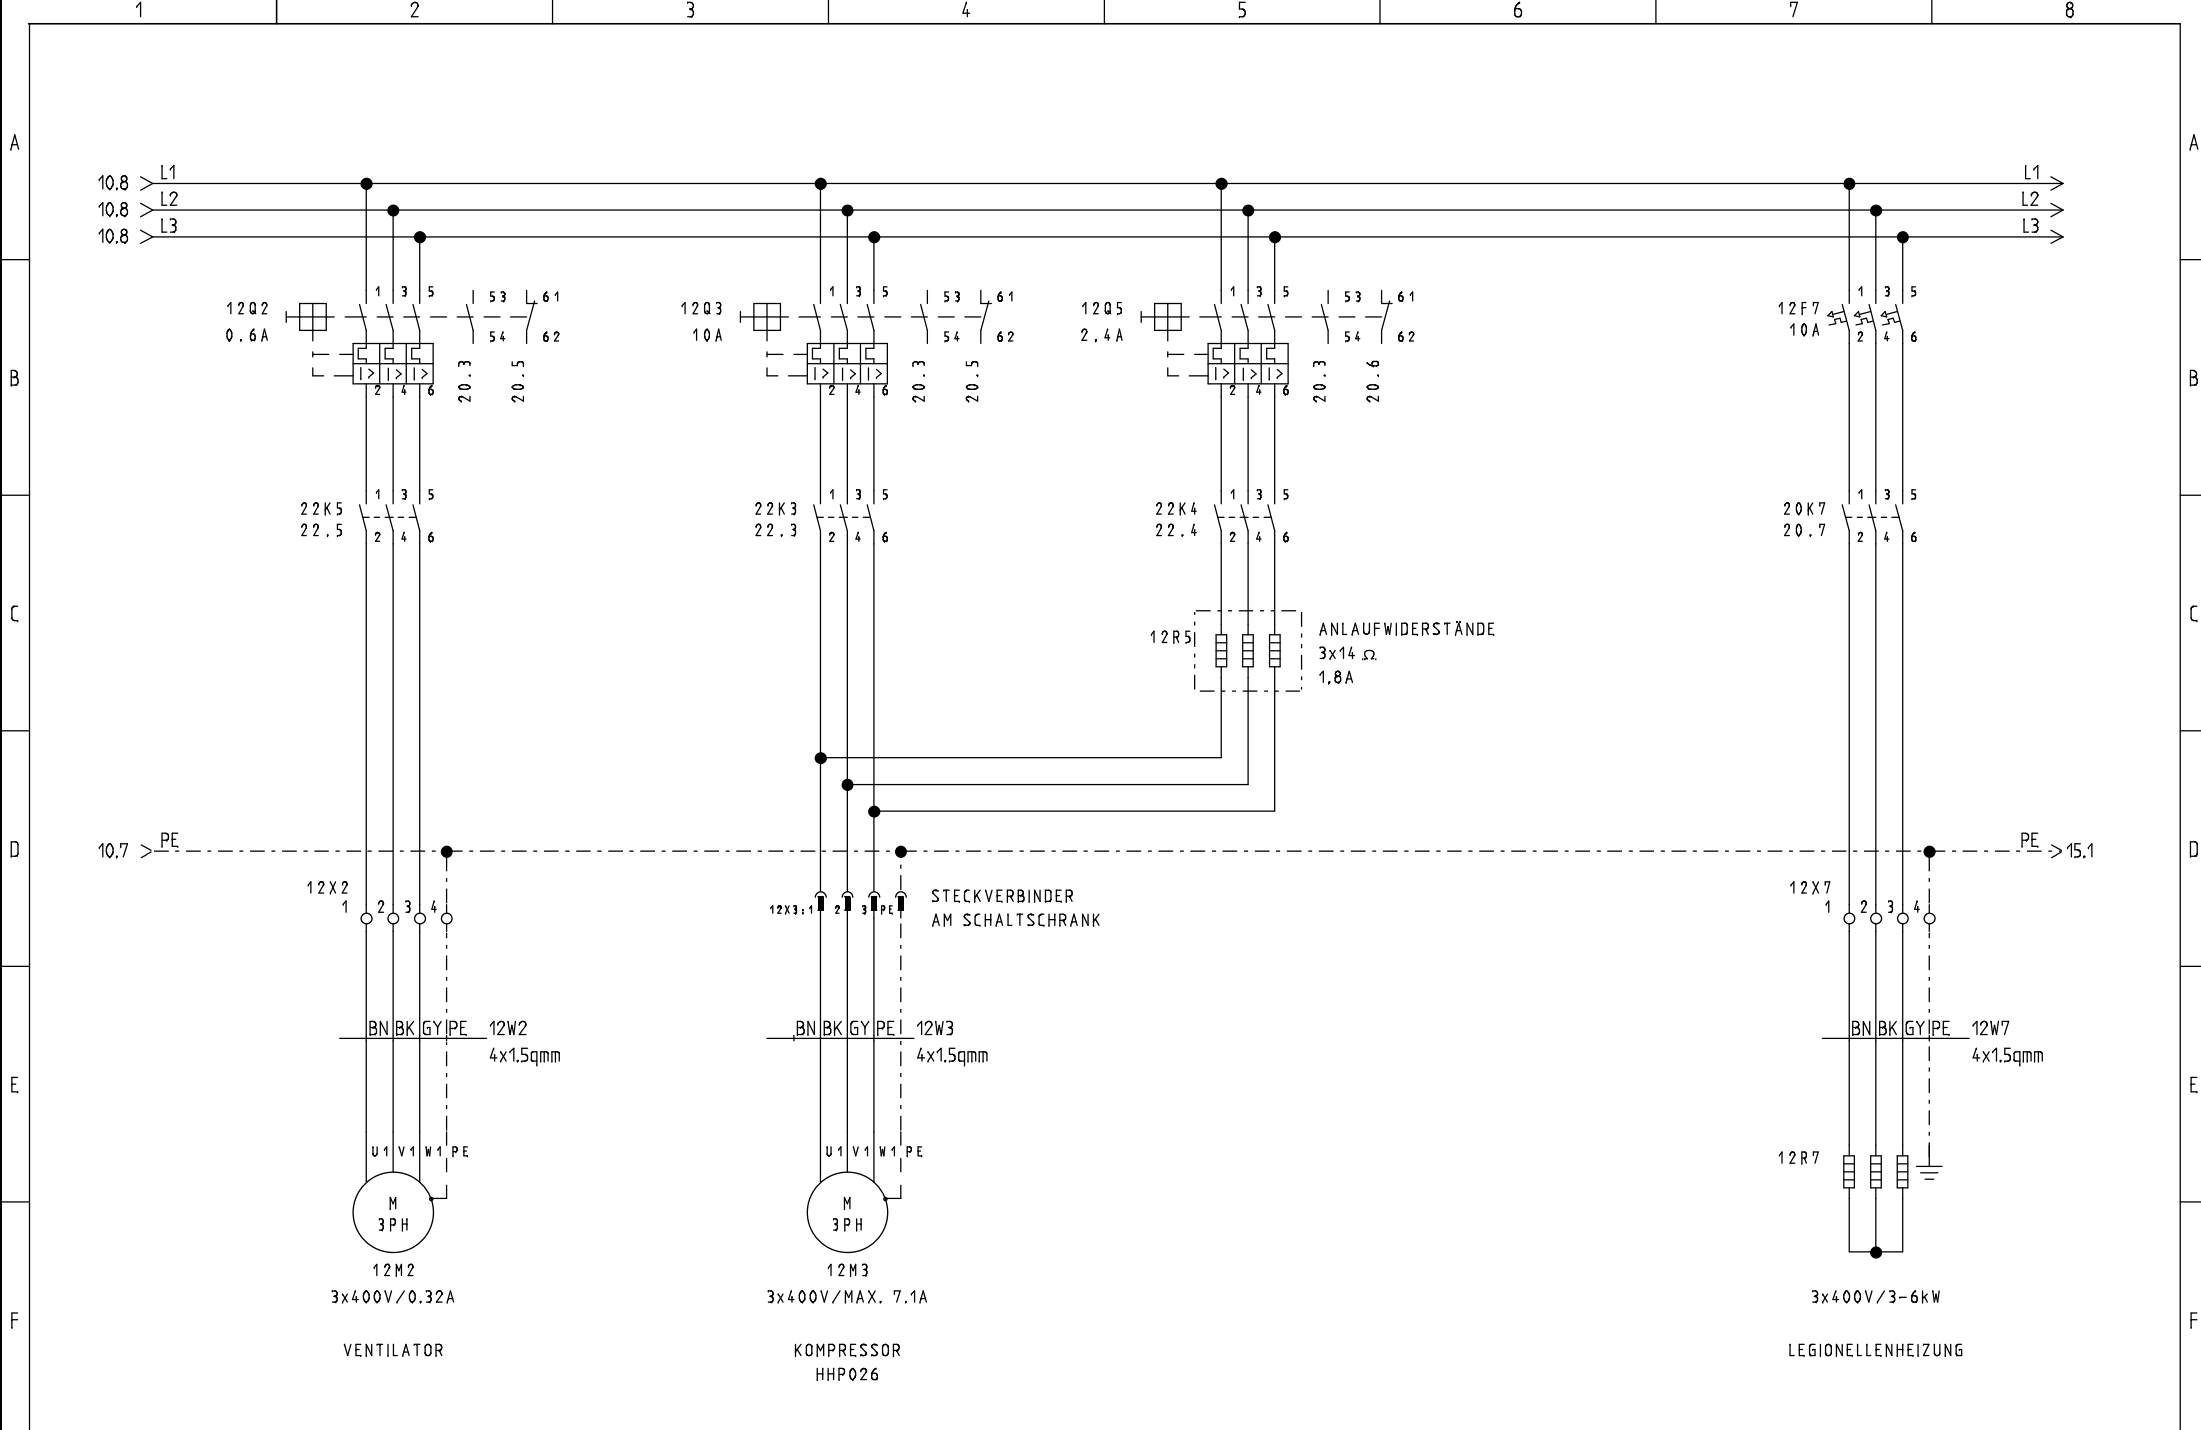 1 2 3 4 5 6 7 8
A A
10.8 L1 L1
10.8 L2 L2
10.8 L3 L3
1 3 5 53 61 1 3 5 53 61 1 3 5 53 61 1 3 5
12Q2 12Q3 12Q5 12F7
0.6A 54 62 10A 54 62 2,4A 54 62 10A 2 4 6
20.3 20.5 20.3 20.5 20.3 20.6
B I> I> I> I> I> I> I> I> I> B
2 4 6 2 4 6 2 4 6
1 3 5 1 3 5 1 3 5 1 3 5
22K5 22K3 22K4 20K7
22.5 22.3 22.4 20.7
2 4 6 2 4 6 2 4 6 2 4 6
C C
12R5 ANLAUFWIDERSTÄNDE
3x14 Ω
1,8A
PE PE
D 10.7 15.1 D
12X2 12X7
1 2 3 4 1 2 3 4
12X3:1 2 3 PE
STECKVERBINDER
AM SCHALTSCHRANK
BN BK GY PE 12W2 BN BK GY PE 12W3 BN BK GY PE 12W7
4x1.5qmm 4x1.5qmm 4x1.5qmm
E E
U1 V1 W1 PE U1 V1 W1 PE 12R7
M M
3PH 3PH
12M2 12M3
3x400V/0.32A 3x400V/MAX. 7.1A 3x400V/3-6kW
F F
VENTILATOR KOMPRESSOR LEGIONELLENHEIZUNG
HHP026